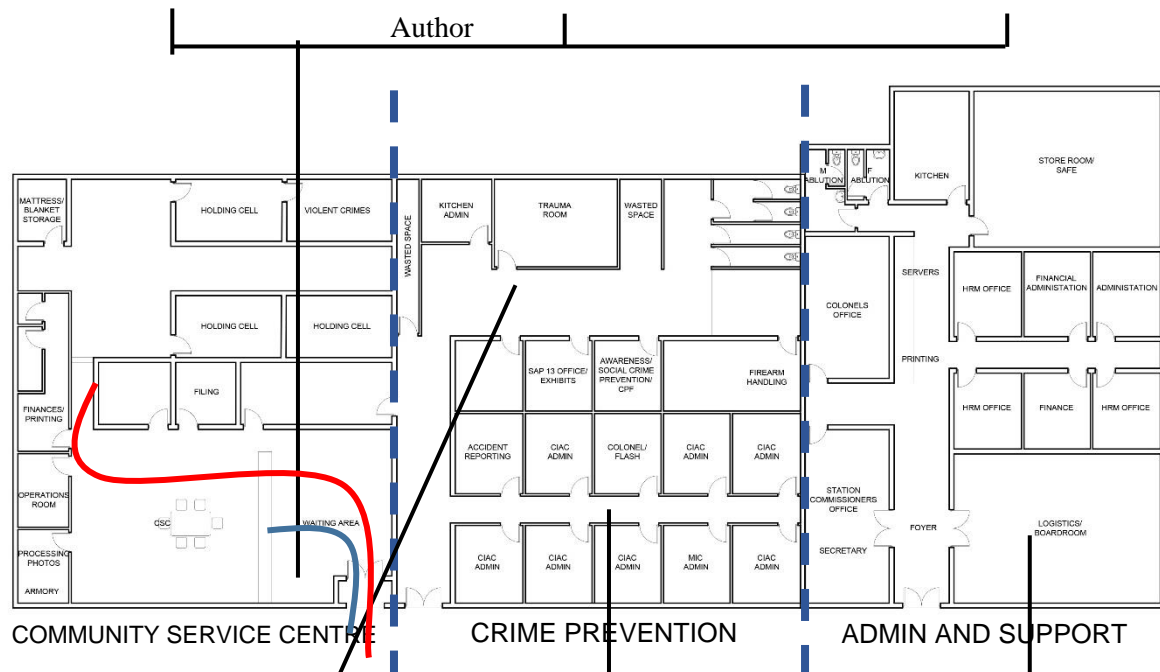 Author
M
ABLUTION
F
ABLUTION
KITCHEN
STORE ROOM/
SAFE
MATTRESS/
BLANKET
STORAGE
HOLDING CELL
VIOLENT CRIMES
WASTED SPACE
KITCHEN
ADMIN
TRAUMA
ROOM
WASTED
SPACE
SERVERS
COLONELS
OFFICE
HRM OFFICE
FINANCIAL
ADMINISTATION
ADMINISTATION
HOLDING CELL
HOLDING CELL
PRINTING
FILING
SAP 13 OFFICE/
EXHIBITS
AWARENESS/
SOCIAL CRIME
PREVENTION/
CPF
FIREARM
HANDLING
FINANCES/
PRINTING
HRM OFFICE
FINANCE
HRM OFFICE
ACCIDENT
REPORTING
CIAC
ADMIN
COLONEL/
FLASH
CIAC
ADMIN
CIAC
ADMIN
OPERATIONS
ROOM
CSC
WAITING AREA
STATION
COMMISSIONERS
OFFICE
FOYER
LOGISTICS/
BOARDROOM
SECRETARY
PROCESSING
PHOTOS
ARMORY
CIAC
ADMIN
CIAC
ADMIN
CIAC
ADMIN
MIC
ADMIN
CIAC
ADMIN
COMMUNITY SERVICE CENTRE
CRIME PREVENTION
ADMIN AND SUPPORT